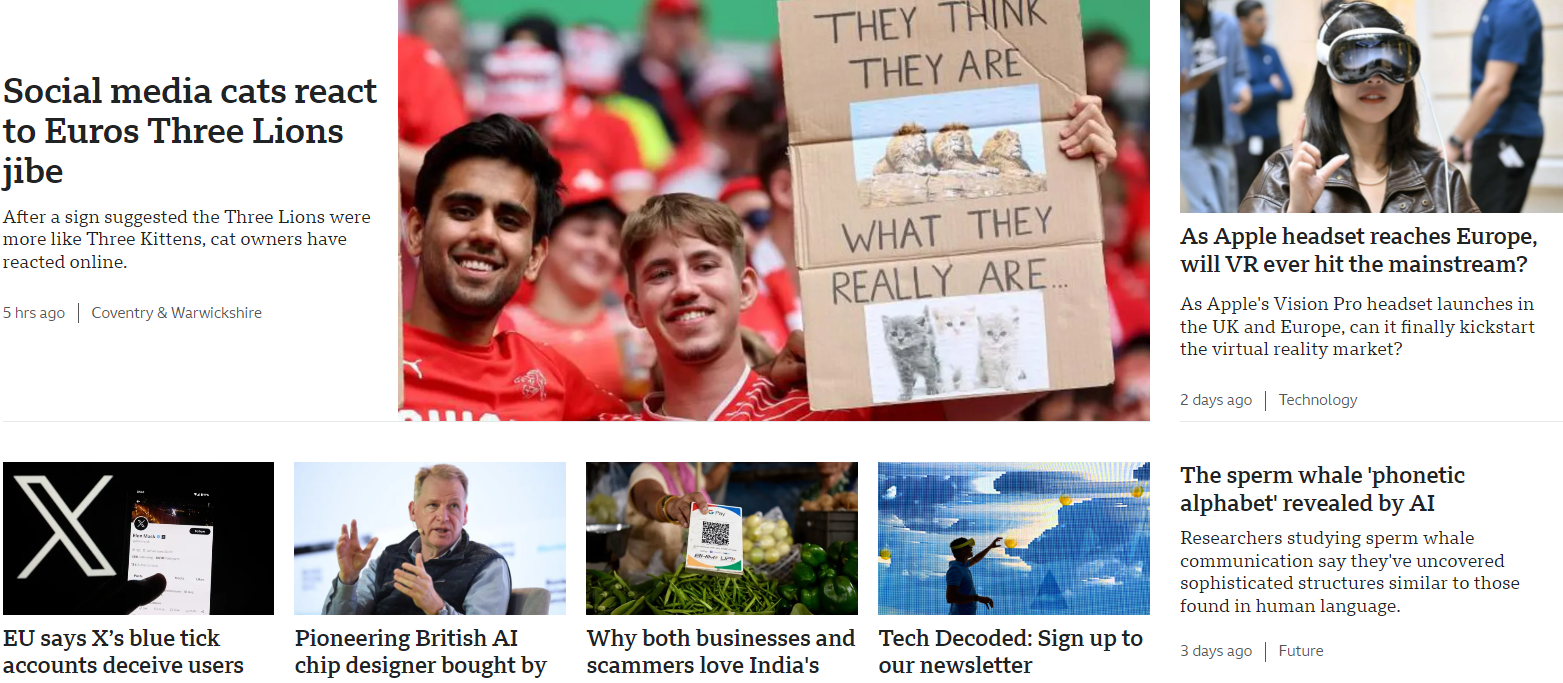 Social media cats react
to Euros Three Lions
jibe
After a sign suggested the Three Lions were
more like Three Kittens, cat owners have
reacted online.
5 hrs ago
Coventry & Warwickshire
THEY THINK
THEY ARE
WHAT THEY
REALLY ARE...
As Apple headset reaches Europe,
will VR ever hit the mainstream?
As Apple's Vision Pro headset launches in
the UK and Europe, can it finally kickstart
the virtual reality market?
2 days ago
Technology
X
Elon Musk
EU says X’s blue tick
accounts deceive users
Pioneering British AI
chip designer bought by
G Pay
Why both businesses and
scammers love India's
Tech Decoded: Sign up to
our newsletter
The sperm whale 'phonetic
alphabet' revealed by AI
Researchers studying sperm whale
communication say they've uncovered
sophisticated structures similar to those
found in human language.
3 days ago
Future